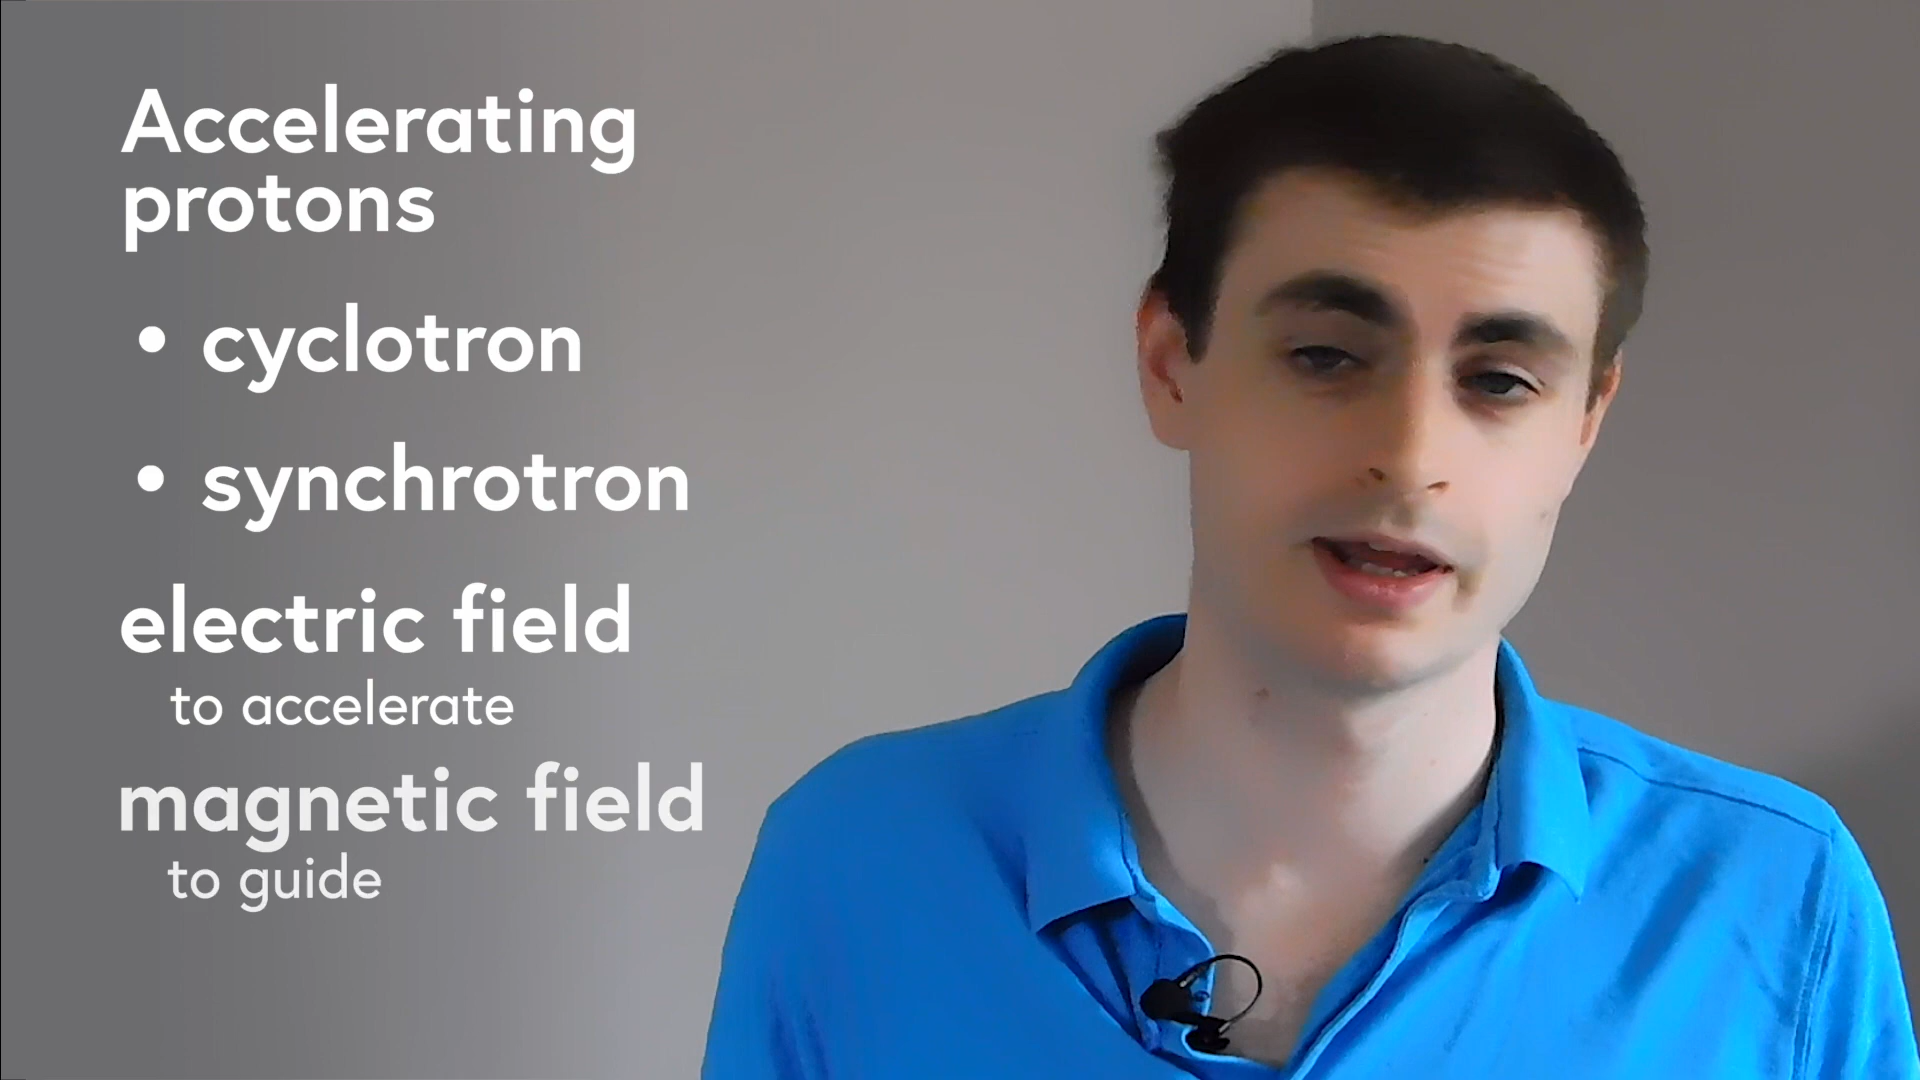 Accelerating
protons
• cyclotron
• synchrotron
electric field
to accelerate
magnetic field
to guide